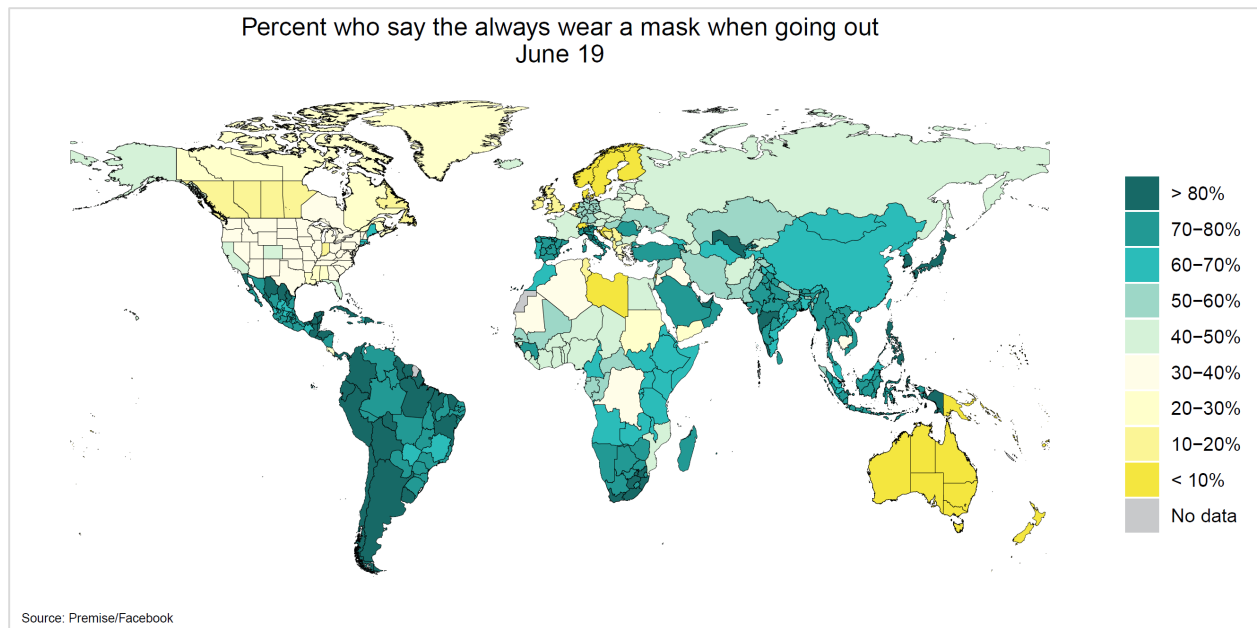 Percent who say the always wear a mask when going out
June 19
> 80%
70−80%
60−70%
50−60%
40−50%
30−40%
20−30%
10−20%
< 10%
No data
Source: Premise/Facebook